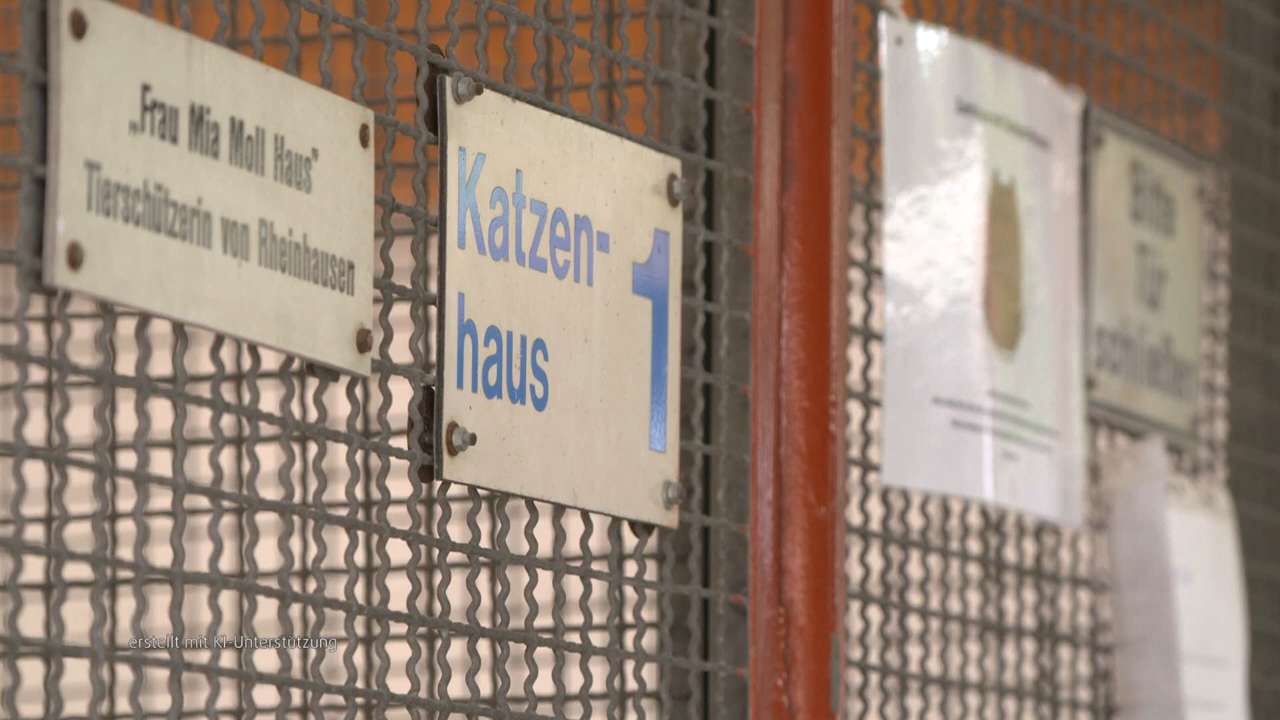 „Frau Mia Moll Haus"
Tierschützerin von Rheinhausen
Katzen-
haus
1
Bitte
Tür
schließen
erstellt mit KI-Unterstützung